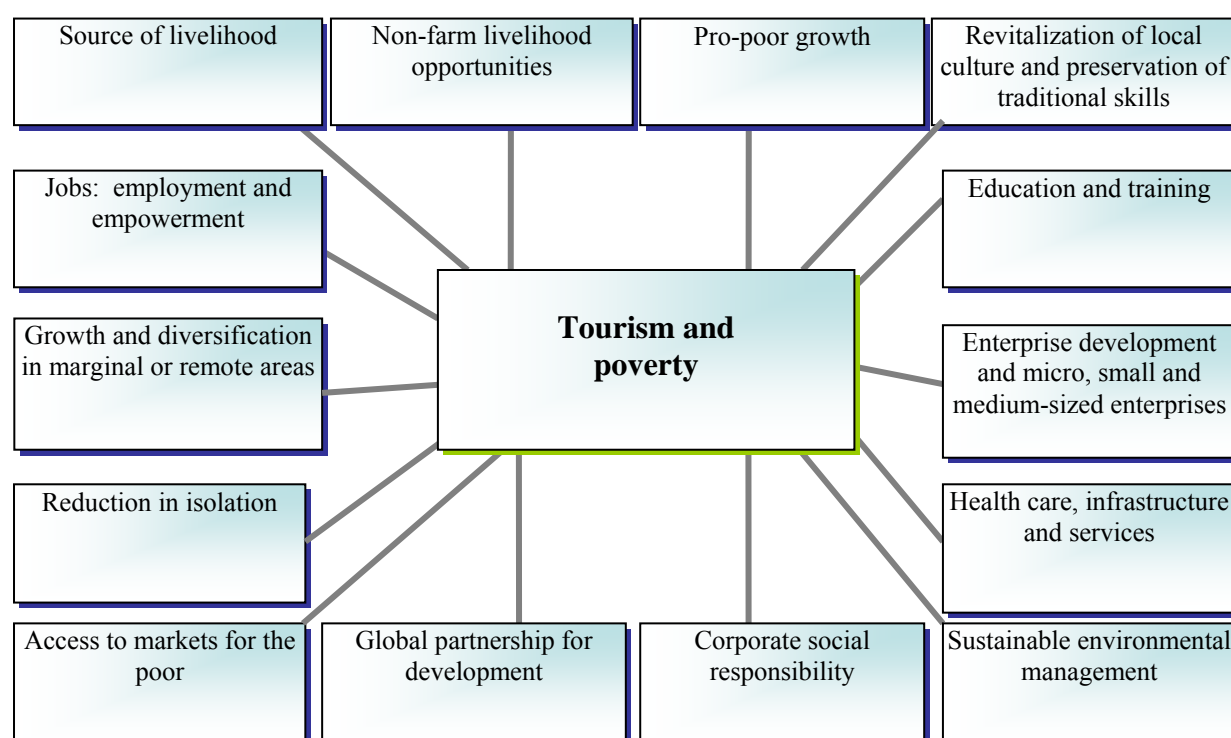 Source of livelihood
Non-farm livelihood
opportunities
Pro-poor growth
Revitalization of local
culture and preservation of
traditional skills
Jobs:  employment and
empowerment
Education and training
Tourism and
poverty
Growth and diversification
in marginal or remote areas
Enterprise development
and micro, small and
medium-sized enterprises
Reduction in isolation
Health care, infrastructure
and services
Access to markets for the
poor
Global partnership for
development
Corporate social
responsibility
Sustainable environmental
management